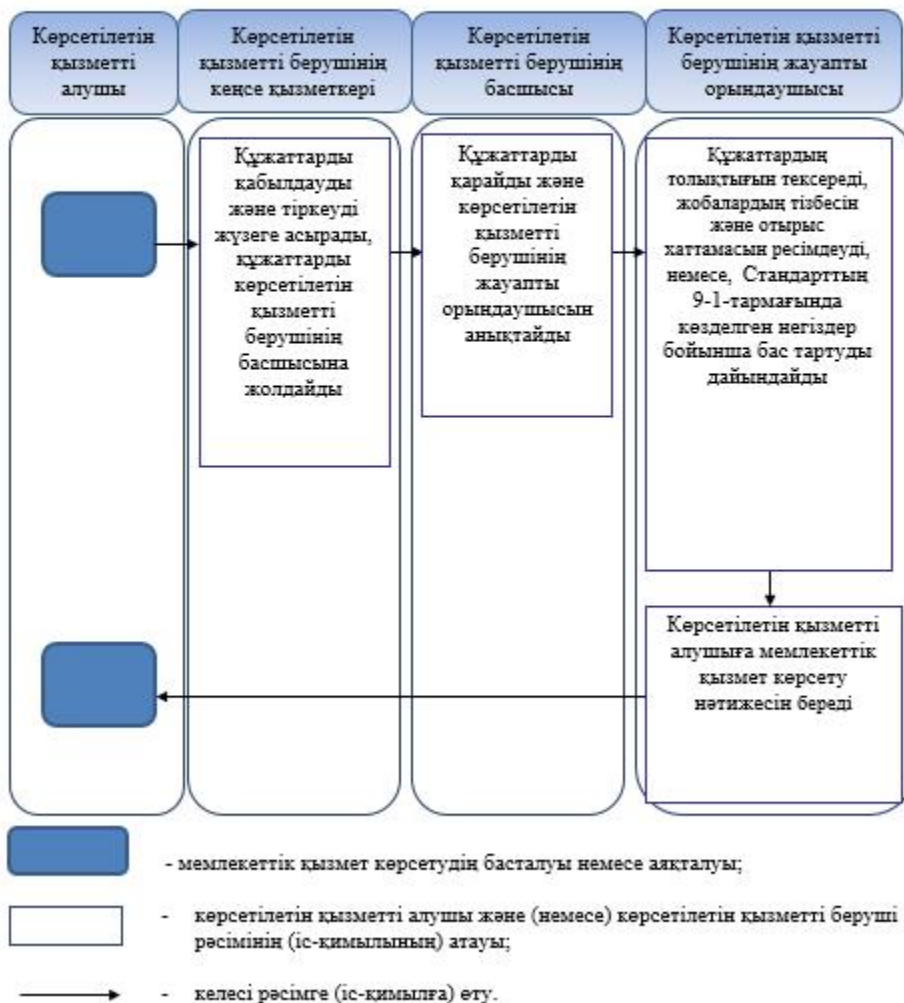 Көрсетілетін
қызметті
алушы
Көрсетілетін
қызметті берушінің
кеңсе қызметкері
Көрсетілетін
қызметті берушінің
басшысы
Көрсетілетін қызметті
берушінің жауапты
орындаушысы
Құжаттарды
қабылдауды
және тіркеуді
жүзеге асырады,
құжаттарды
көрсетілетін
қызметті
берушінің
басшысына
жолдайды
Құжаттарды
қарайды және
көрсетілетін
қызметті
берушінің
жауапты
орындаушысын
анықтайды
Құжаттардың
толықтығын тексереді,
жобалардың тізбесін
және отырыс
хаттамасын ресімдеуді,
немесе, Стандарттың
9-1-тармағында
көзделген негіздер
бойынша бас тартуды
дайындайды
Көрсетілетін қызметті
алушыға мемлекеттік
қызмет көрсету
нәтижесін береді
- мемлекеттік қызмет көрсетудің басталуы немесе аяқталуы;
- көрсетілетін қызметті алушы және (немесе) көрсетілетін қызметті беруші
рәсімінің (іс-қимылының) атауы;
- келесі рәсімге (іс-қимылға) өту.